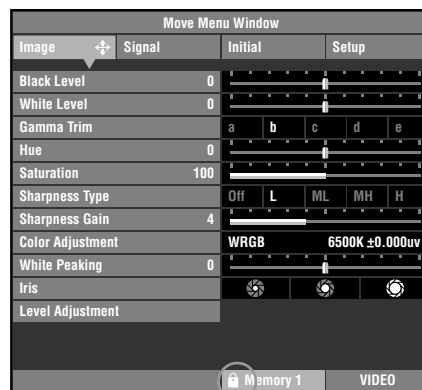 Move Menu Window
Image Signal Initial Setup
Black Level 0
White Level 0
Gamma Trim a b c d e
Hue 0
Saturation 100
Sharpness Type Off L ML MH H
Sharpness Gain 4
Color Adjustment WRGB 6500K ±0.000uv
White Peaking 0
Iris
Level Adjustment
Memory 1 VIDEO